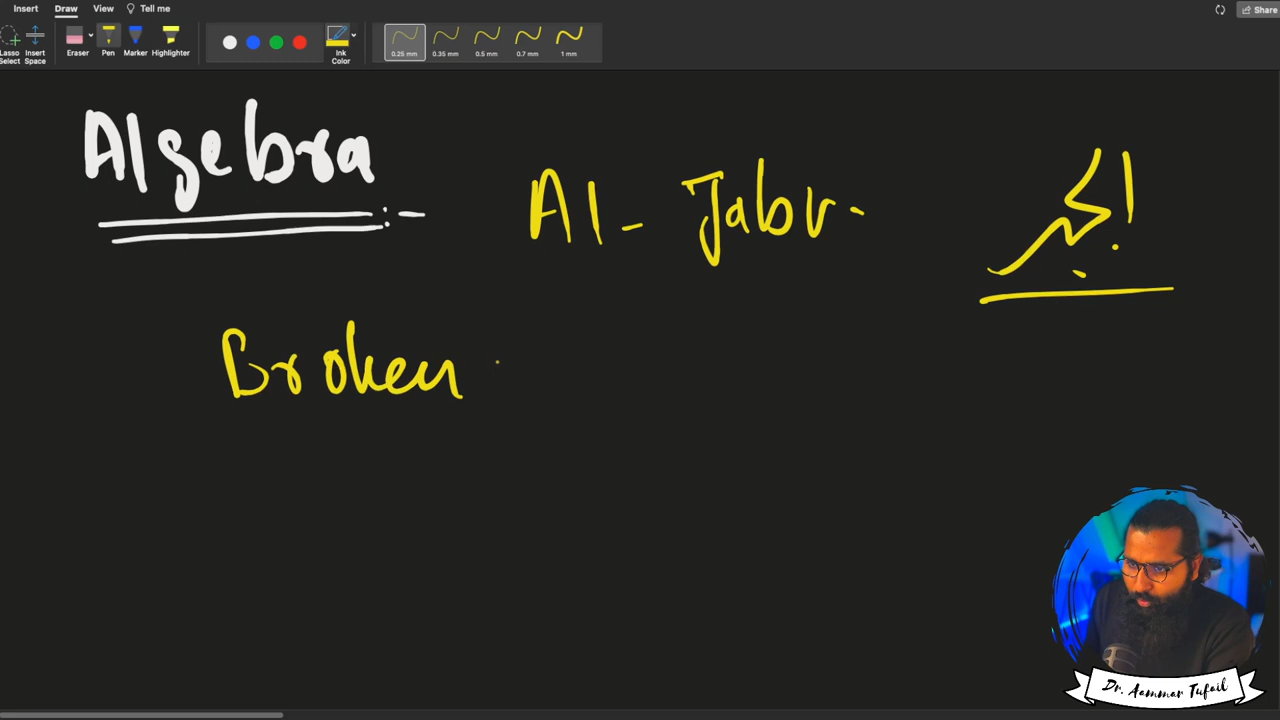 Insert View Draw Tell me
Share
Lasso Select
Insert Space
Eraser
Pen
Marker
Highlighter
Ink Color
0.25 mm
0.35 mm
0.5 mm
0.7 mm
1 mm
Algebra :-
Al- Jabr-
الجبر
Broken
Dr. Aammar Tufail